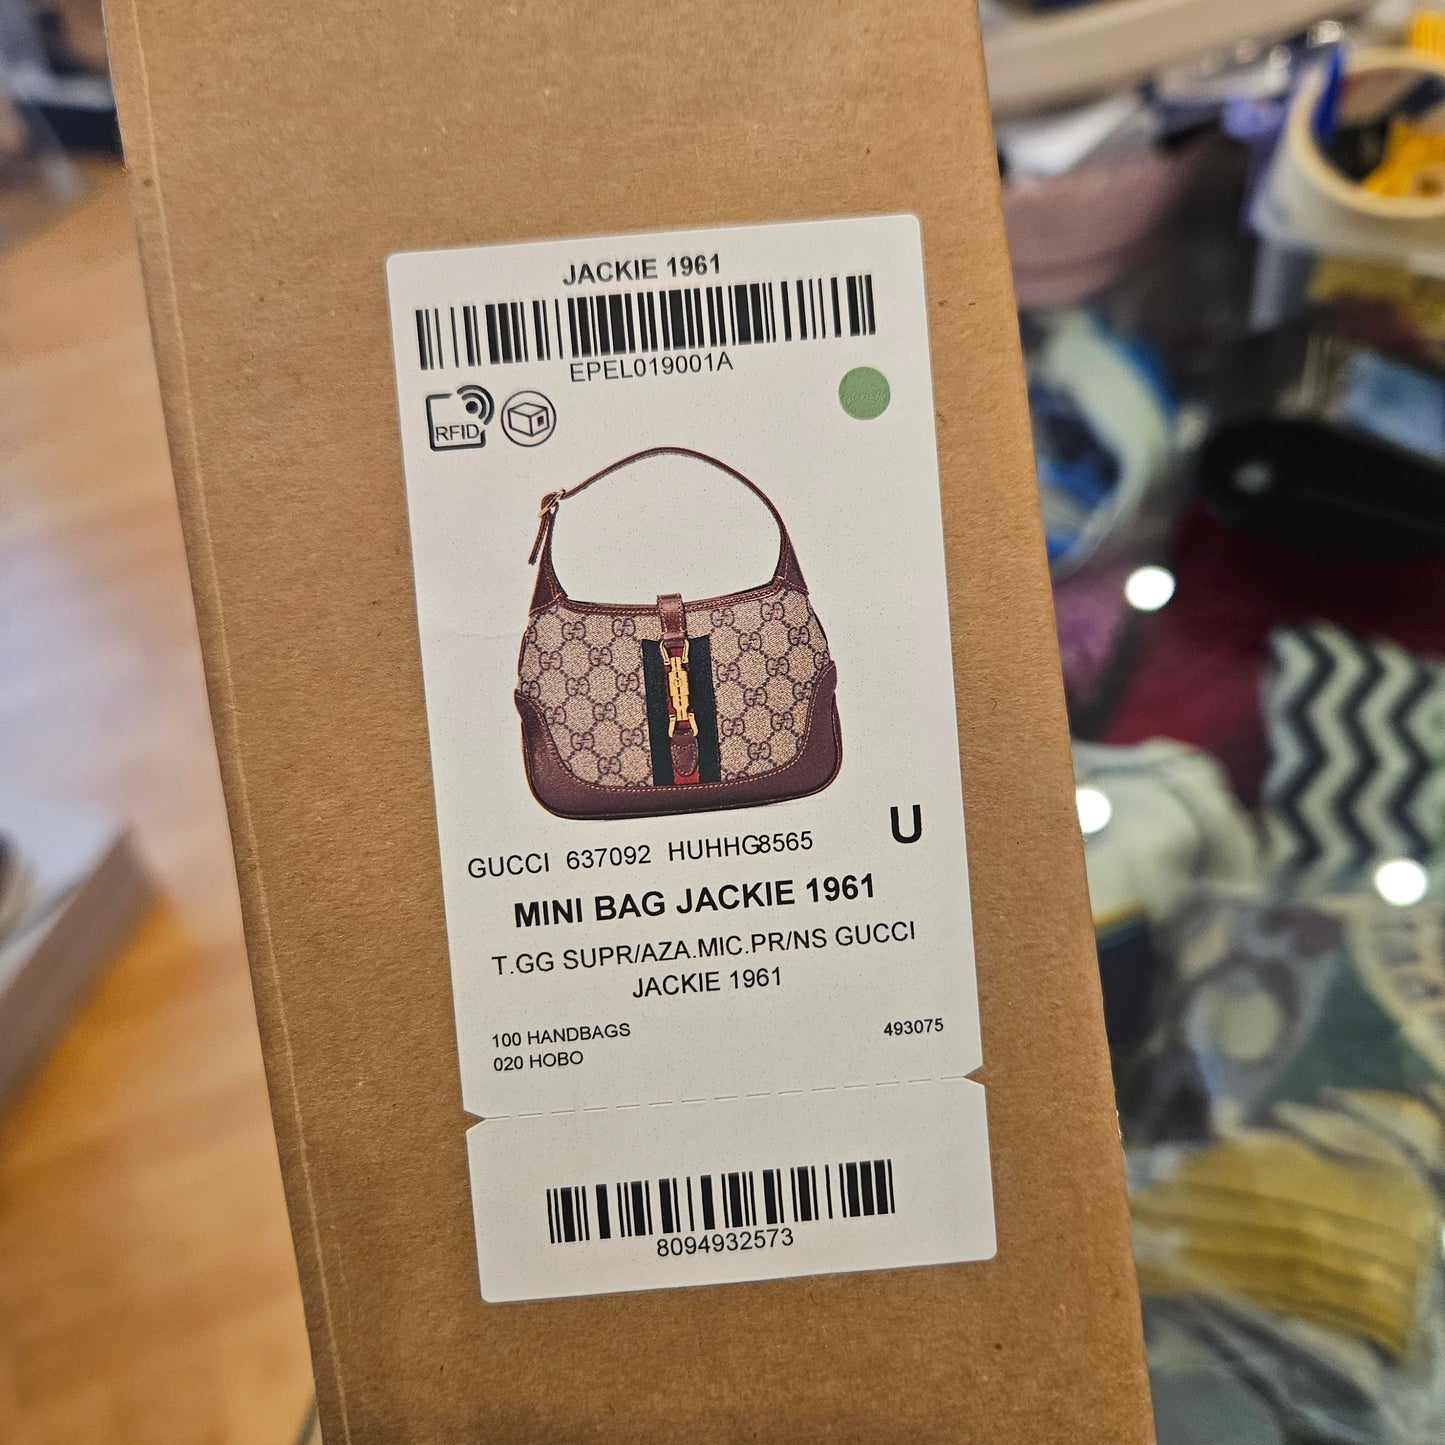 JACKIE 1961
EPEL019001A
RFID
GUCCI 637092 HUHHG8565 U
MINI BAG JACKIE 1961
T.GG SUPR/AZA.MIC.PR/NS GUCCI
JACKIE 1961
100 HANDBAGS 493075
020 HOBO
8094932573